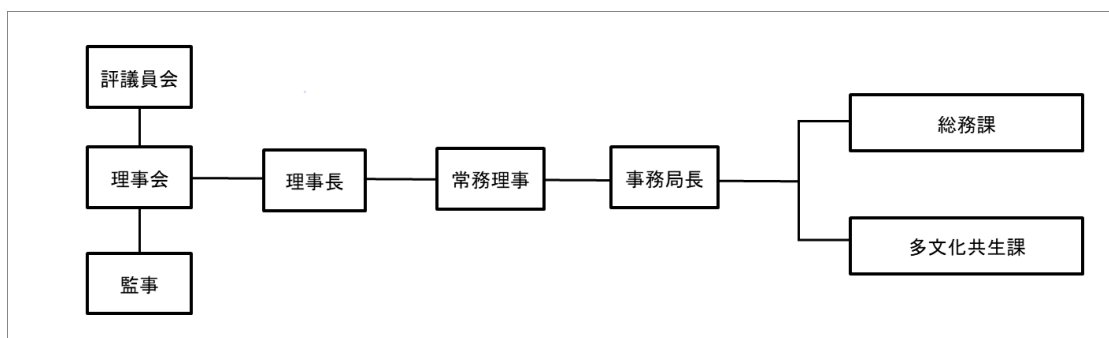 評議員会
理事会
監事
理事長
常務理事
事務局長
総務課
多文化共生課